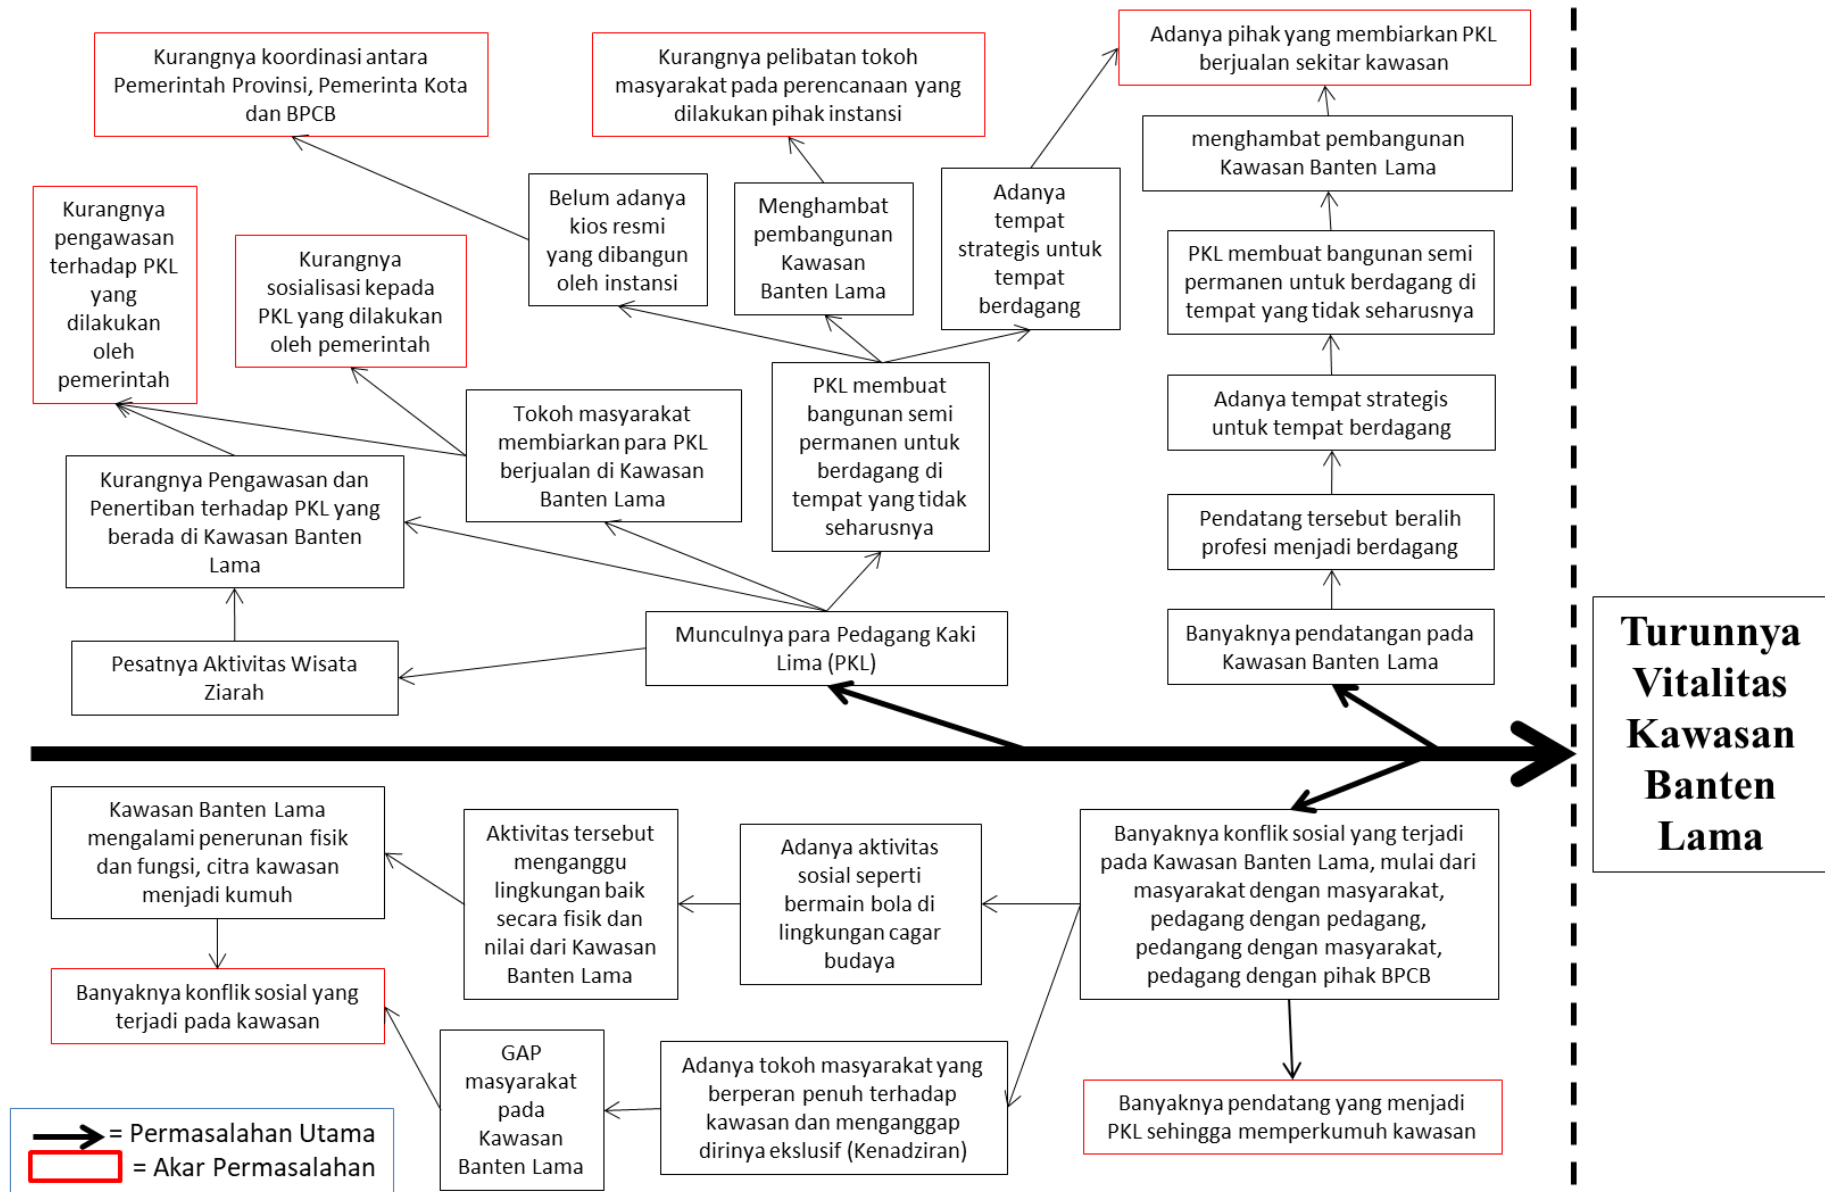 Kurangnya koordinasi antara
Pemerintah Provinsi, Pemerinta Kota
dan BPCB
Kurangnya pelibatan tokoh
masyarakat pada perencanaan yang
dilakukan pihak instansi
Adanya pihak yang membiarkan PKL
berjualan sekitar kawasan
menghambat pembangunan
Kawasan Banten Lama
Kurangnya
pengawasan
terhadap PKL
yang
dilakukan
oleh
pemerintah
Kurangnya
sosialisasi kepada
PKL yang dilakukan
oleh pemerintah
Belum adanya
kios resmi
yang dibangun
oleh instansi
Menghambat
pembangunan
Kawasan
Banten Lama
Adanya
tempat
strategis untuk
tempat
berdagang
PKL membuat bangunan semi
permanen untuk berdagang di
tempat yang tidak seharusnya
Tokoh masyarakat
membiarkan para PKL
berjualan di Kawasan
Banten Lama
PKL membuat
bangunan semi
permanen untuk
berdagang di
tempat yang tidak
seharusnya
Adanya tempat strategis
untuk tempat berdagang
Kurangnya Pengawasan dan
Penertiban terhadap PKL yang
berada di Kawasan Banten
Lama
Pendatang tersebut beralih
profesi menjadi berdagang
Pesatnya Aktivitas Wisata
Ziarah
Munculnya para Pedagang Kaki
Lima (PKL)
Banyaknya pendatangan pada
Kawasan Banten Lama
Turunnya
Vitalitas
Kawasan
Banten
Lama
Kawasan Banten Lama
mengalami penerunan fisik
dan fungsi, citra kawasan
menjadi kumuh
Aktivitas tersebut
menganggu
lingkungan baik
secara fisik dan
nilai dari Kawasan
Banten Lama
Adanya aktivitas
sosial seperti
bermain bola di
lingkungan cagar
budaya
Banyaknya konflik sosial yang terjadi
pada Kawasan Banten Lama, mulai dari
masyarakat dengan masyarakat,
pedagang dengan pedagang,
pedangang dengan masyarakat,
pedagang dengan pihak BPCB
Banyaknya konflik sosial yang
terjadi pada kawasan
GAP
masyarakat
pada
Kawasan
Banten Lama
Adanya tokoh masyarakat yang
berperan penuh terhadap
kawasan dan menganggap
dirinya ekslusif (Kenadziran)
Banyaknya pendatang yang menjadi
PKL sehingga memperkumuh kawasan
= Permasalahan Utama
= Akar Permasalahan